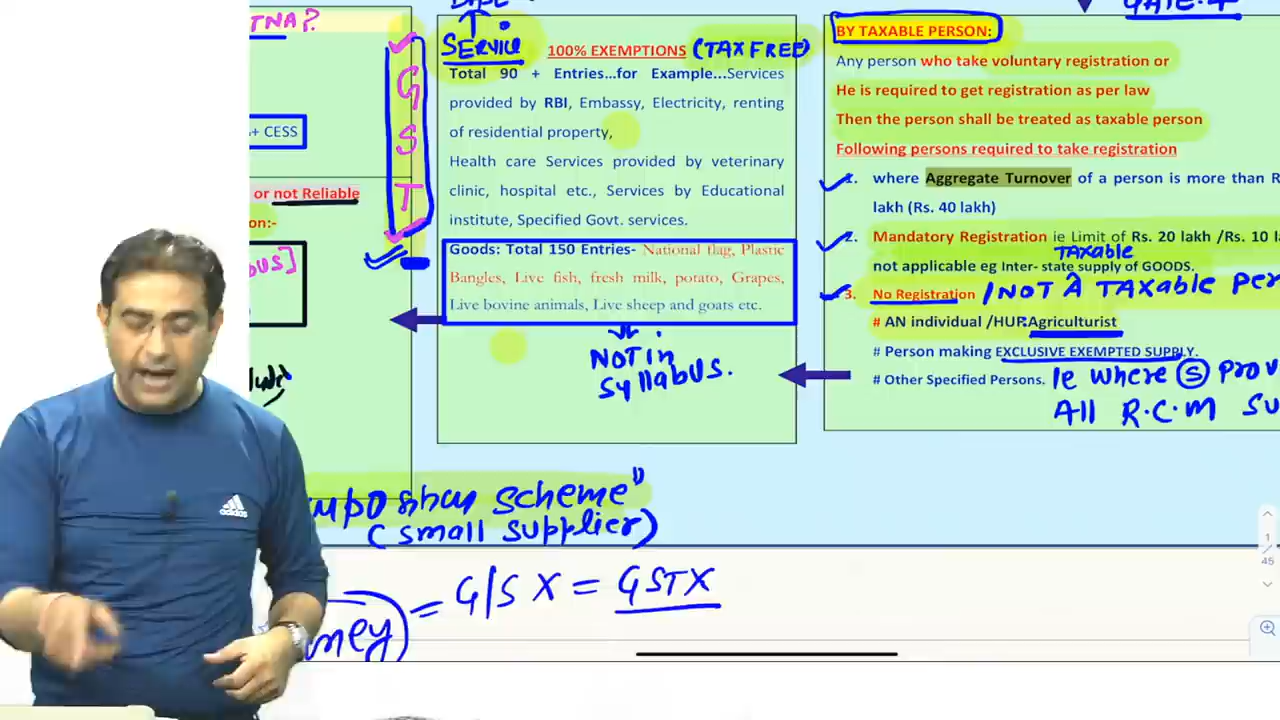 TNA?
+ CESS
or not Reliable
on:-
BUS]
G
S
T
SERVICE
100% EXEMPTIONS (TAX FREE)
Total 90 + Entries...for Example...Services
provided by RBI, Embassy, Electricity, renting
of residential property,
Health care Services provided by veterinary
clinic, hospital etc., Services by Educational
institute, Specified Govt. services.
Goods: Total 150 Entries- National flag, Plastic
Bangles, Live fish, fresh milk, potato, Grapes,
Live bovine animals, Live sheep and goats etc.
NOT in
syllabus.
GATE-4
BY TAXABLE PERSON:
Any person who take voluntary registration or
He is required to get registration as per law
Then the person shall be treated as taxable person
Following persons required to take registration
1. where Aggregate Turnover of a person is more than R
lakh (Rs. 40 lakh)
2. Mandatory Registration ie Limit of Rs. 20 lakh /Rs. 10 la
TAXABLE
not applicable eg Inter- state supply of GOODS.
3. No Registration / NOT A TAXABLE Per
# AN individual /HUF Agriculturist
# Person making EXCLUSIVE EXEMPTED SUPPLY.
# Other Specified Persons. ie where (S) prov
All R.C.M Su
scheme"
(small supplier)
ney = G/S X = GSTX
adidas
1
/
45